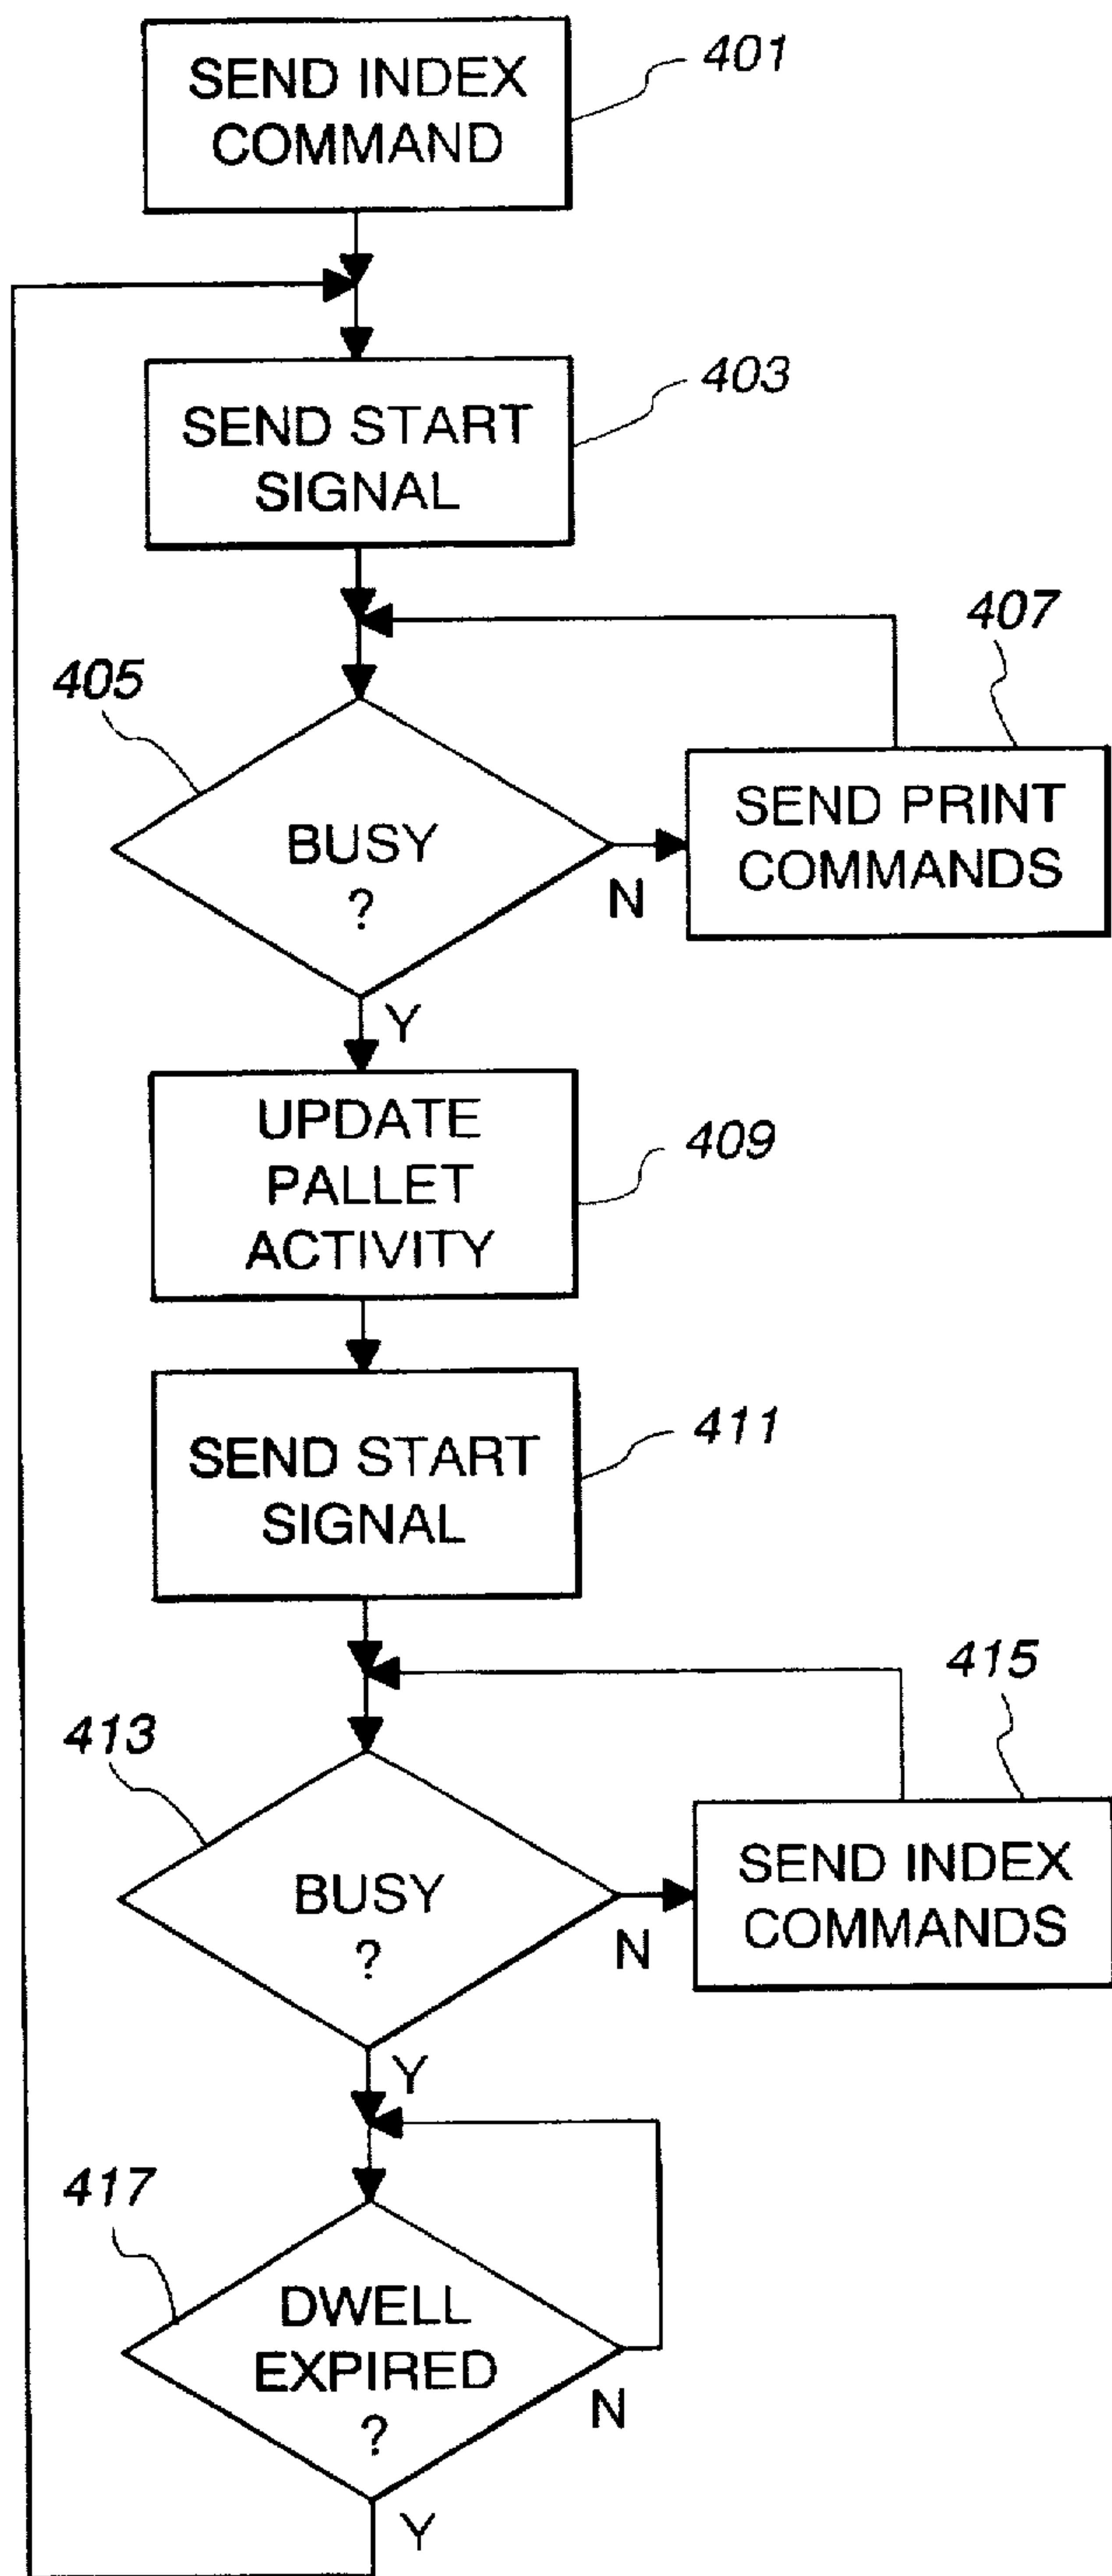 SEND INDEX
COMMAND
401
SEND START
SIGNAL
403
405
BUSY
?
N
Y
407
SEND PRINT
COMMANDS
UPDATE
PALLET
ACTIVITY
409
SEND START
SIGNAL
411
413
BUSY
?
N
Y
415
SEND INDEX
COMMANDS
417
DWELL
EXPIRED
?
N
Y